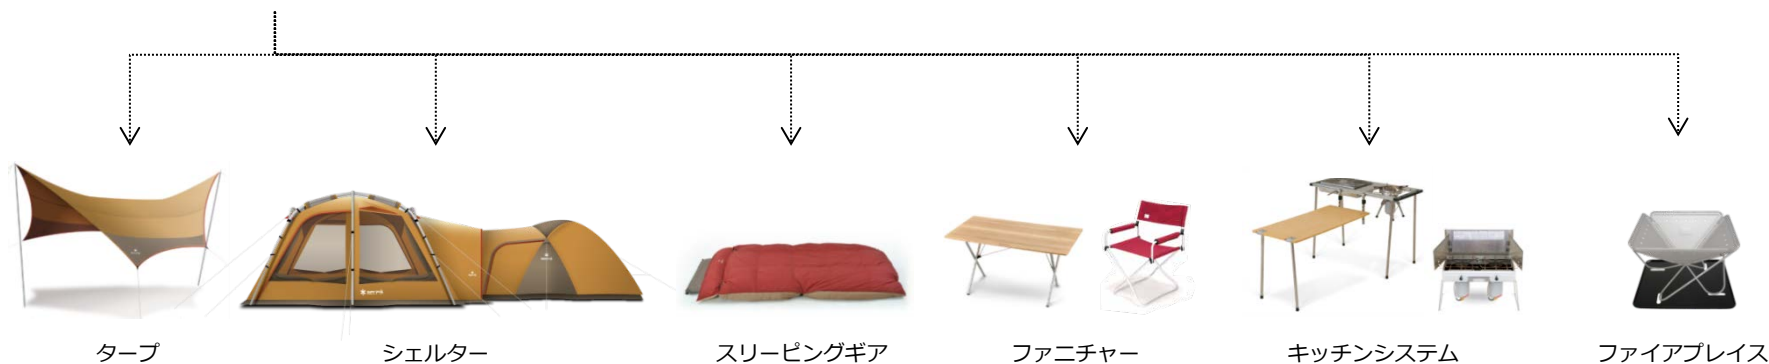 タープ
シェルター
スリーピングギア
ファニチャー
キッチンシステム
ファイアプレイス